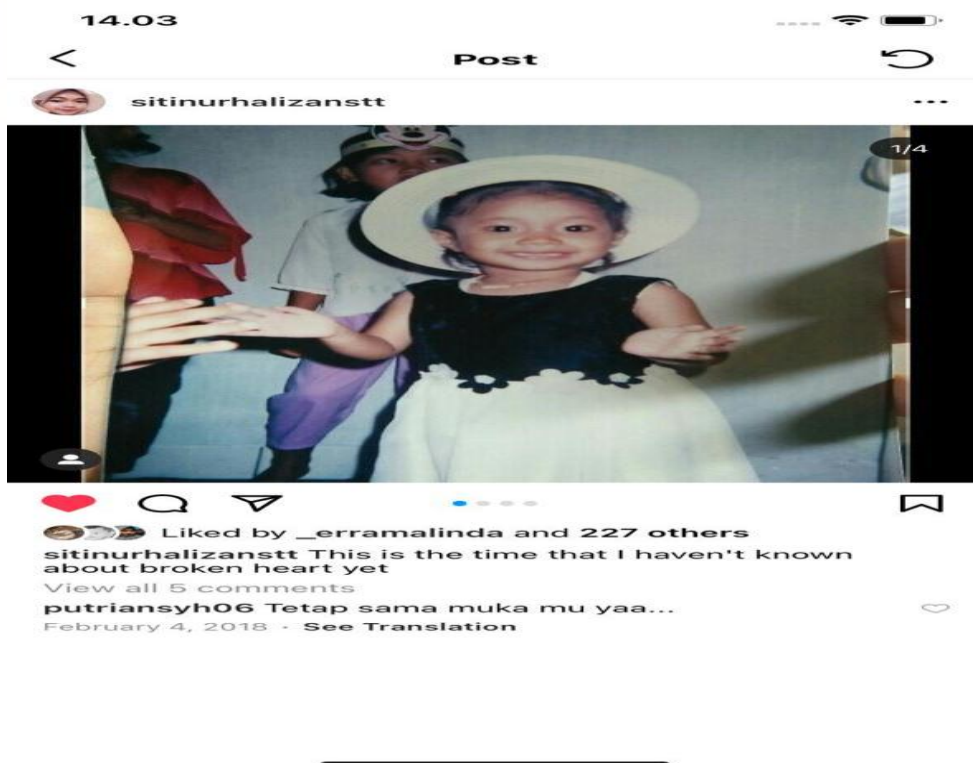 14.03
Post
sitinurhalizanstt
1/4
Liked by _erramalinda and 227 others
sitinurhalizanstt This is the time that I haven't known
about broken heart yet
View all 5 comments
putriansyh06 Tetap sama muka mu yaa...
February 4, 2018 · See Translation